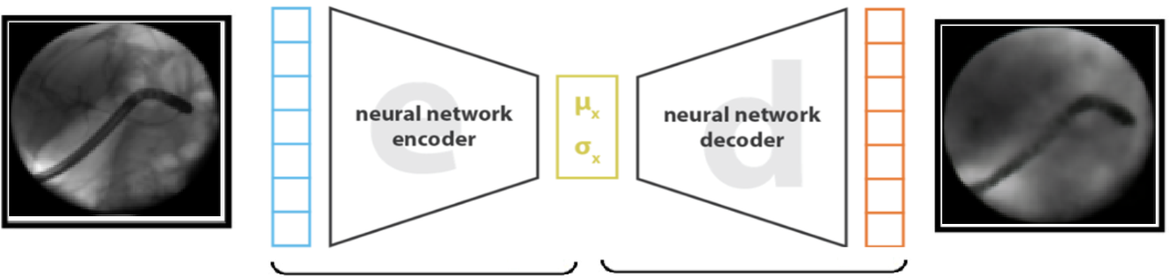 e
neural network
encoder
μx
σx
d
neural network
decoder